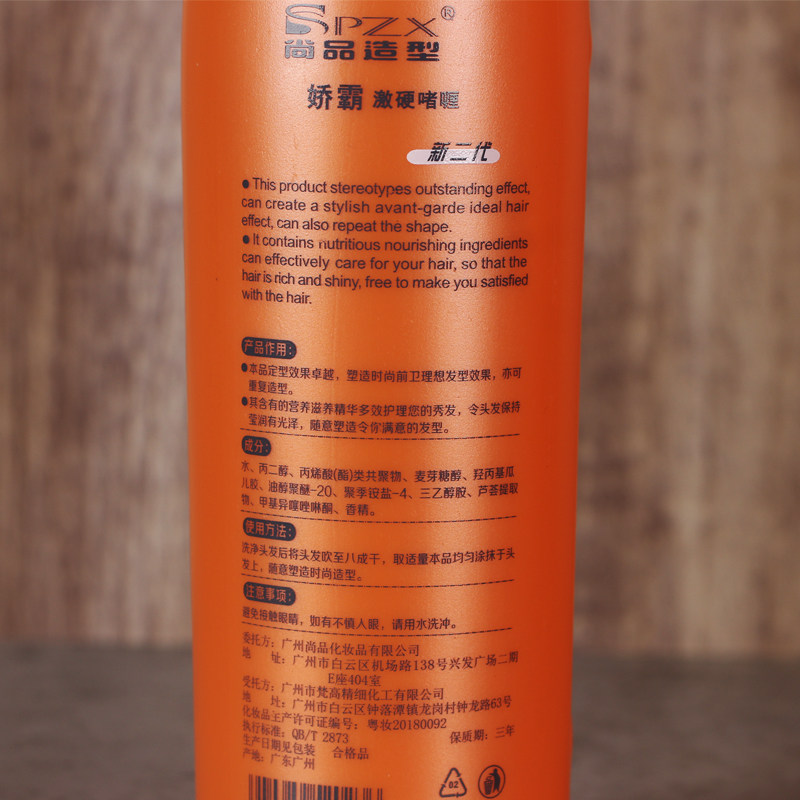 SPZX®
尚品造型
娇霸 激硬啫喱
新二代
● This product stereotypes outstanding effect,
can create a stylish avant-garde ideal hair
effect, can also repeat the shape.
● It contains nutritious nourishing ingredients
can effectively care for your hair, so that the
hair is rich and shiny, free to make you satisfied
with the hair.
产品作用:
●本品定型效果卓越，塑造时尚前卫理想发型效果，亦可
重复造型。
●其含有的营养滋养精华多效护理您的秀发，令头发保持
莹润有光泽，随意塑造令你满意的发型。
成分:
水、丙二醇、丙烯酸(酯)类共聚物、麦芽糖醇、羟丙基瓜
儿胶、油醇聚醚-20、聚季铵盐-4、三乙醇胺、芦荟提取
物、甲基异噻唑啉酮、香精。
使用方法:
洗净头发后将头发吹至八成干，取适量本品均匀涂抹于头
发上，随意塑造时尚造型。
注意事项:
避免接触眼睛，如有不慎入眼，请用水洗冲。
委托方: 广州尚品化妆品有限公司
地 址: 广州市白云区机场路138号兴发广场二期
E座404室
受托方: 广州市梵高精细化工有限公司
地 址: 广州市白云区钟落潭镇龙岗村钟龙路63号
化妆品生产许可证编号: 粤妆20180092
执行标准: QB/T 2873 保质期: 三年
生产日期见包装 合格品
产地: 广东广州
02